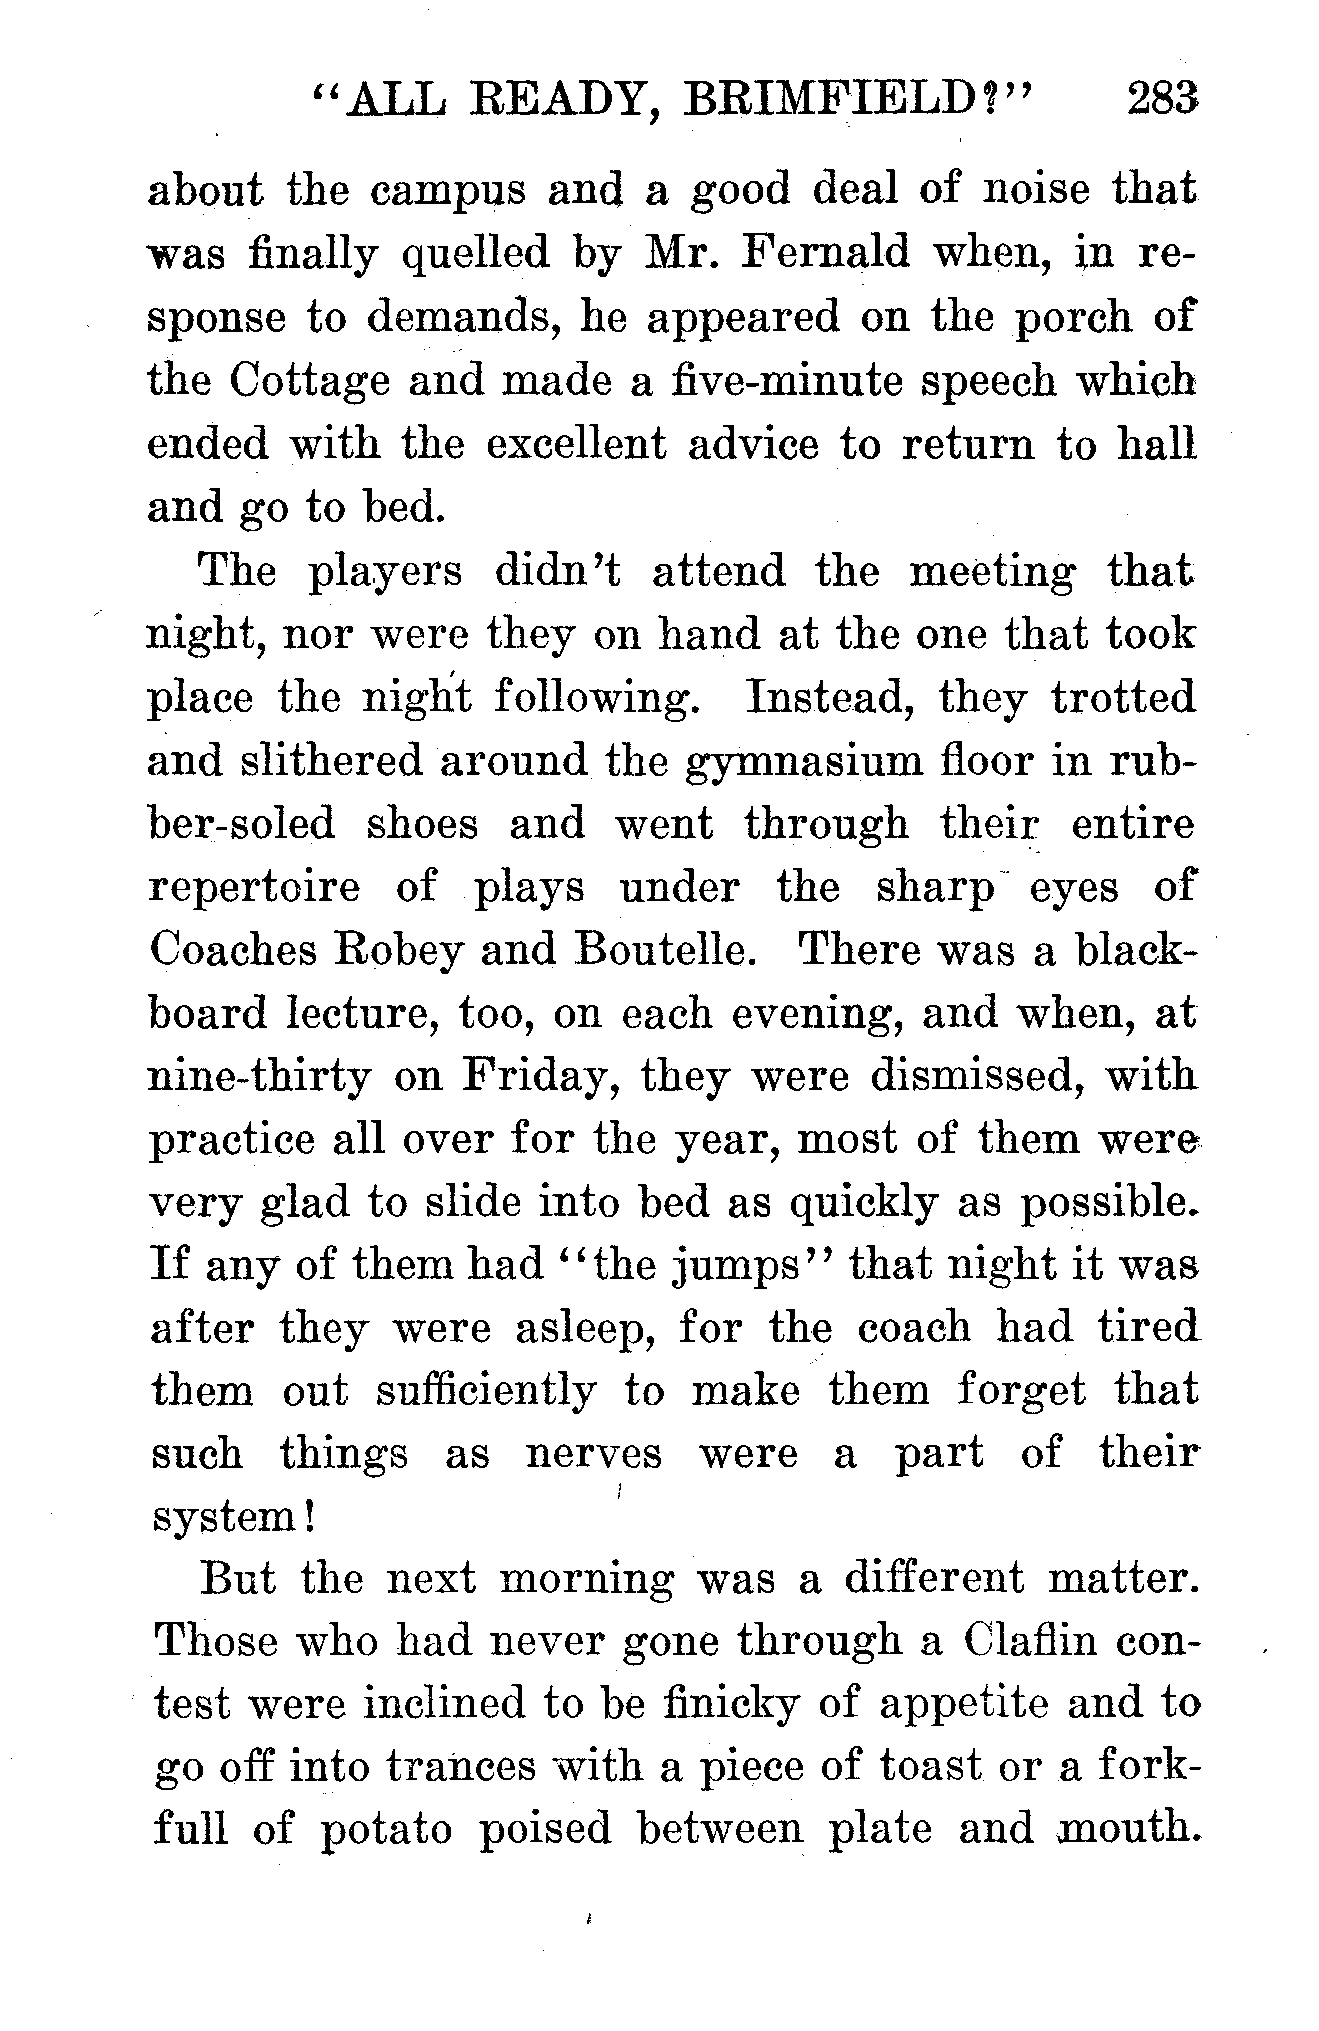 "ALL READY, BRIMFIELD?" 283
about the campus and a good deal of noise that
was finally quelled by Mr. Fernald when, in re-
sponse to demands, he appeared on the porch of
the Cottage and made a five-minute speech which
ended with the excellent advice to return to hall
and go to bed.
The players didn't attend the meeting that
night, nor were they on hand at the one that took
place the night following. Instead, they trotted
and slithered around the gymnasium floor in rub-
ber-soled shoes and went through their entire
repertoire of plays under the sharp eyes of
Coaches Robey and Boutelle. There was a black-
board lecture, too, on each evening, and when, at
nine-thirty on Friday, they were dismissed, with
practice all over for the year, most of them were
very glad to slide into bed as quickly as possible.
If any of them had "the jumps" that night it was
after they were asleep, for the coach had tired
them out sufficiently to make them forget that
such things as nerves were a part of their
system!
But the next morning was a different matter.
Those who had never gone through a Claflin con-
test were inclined to be finicky of appetite and to
go off into trances with a piece of toast or a fork-
full of potato poised between plate and mouth.